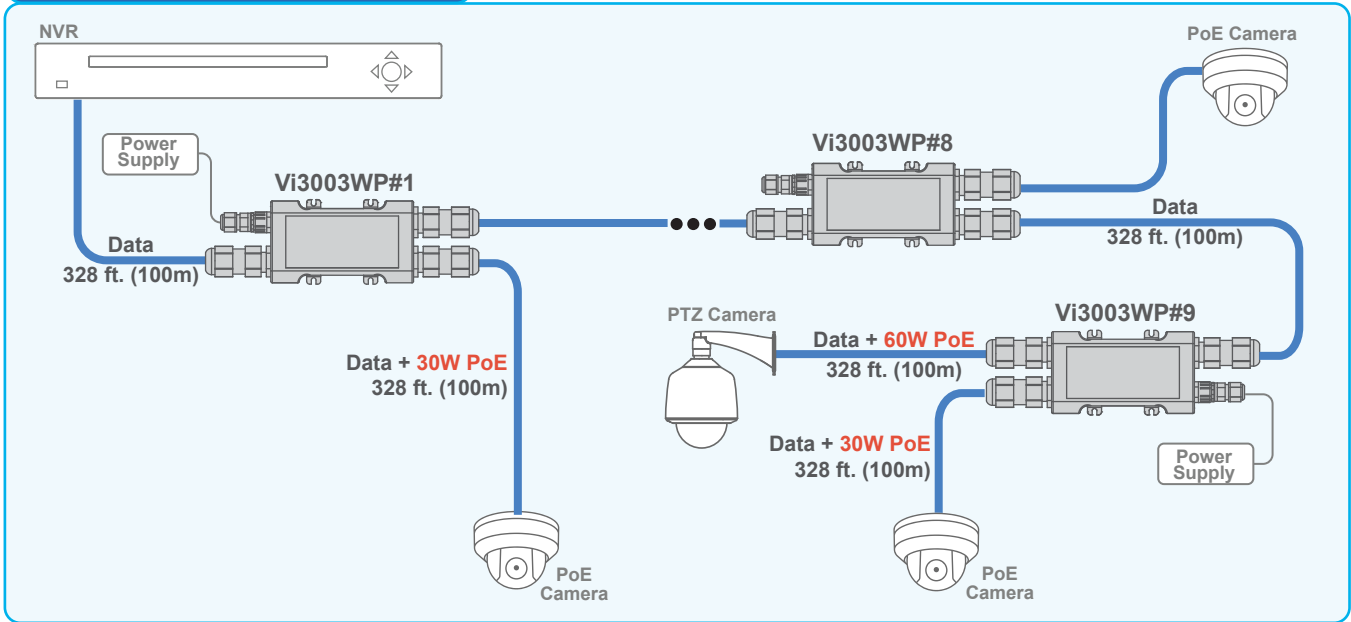 NVR
PoE Camera
Power
Supply
Vi3003WP#1
Vi3003WP#8
Data
328 ft. (100m)
Data
328 ft. (100m)
PTZ Camera
Vi3003WP#9
Data + 60W PoE
328 ft. (100m)
Data + 30W PoE
328 ft. (100m)
Data + 30W PoE
328 ft. (100m)
Power
Supply
PoE
Camera
PoE
Camera